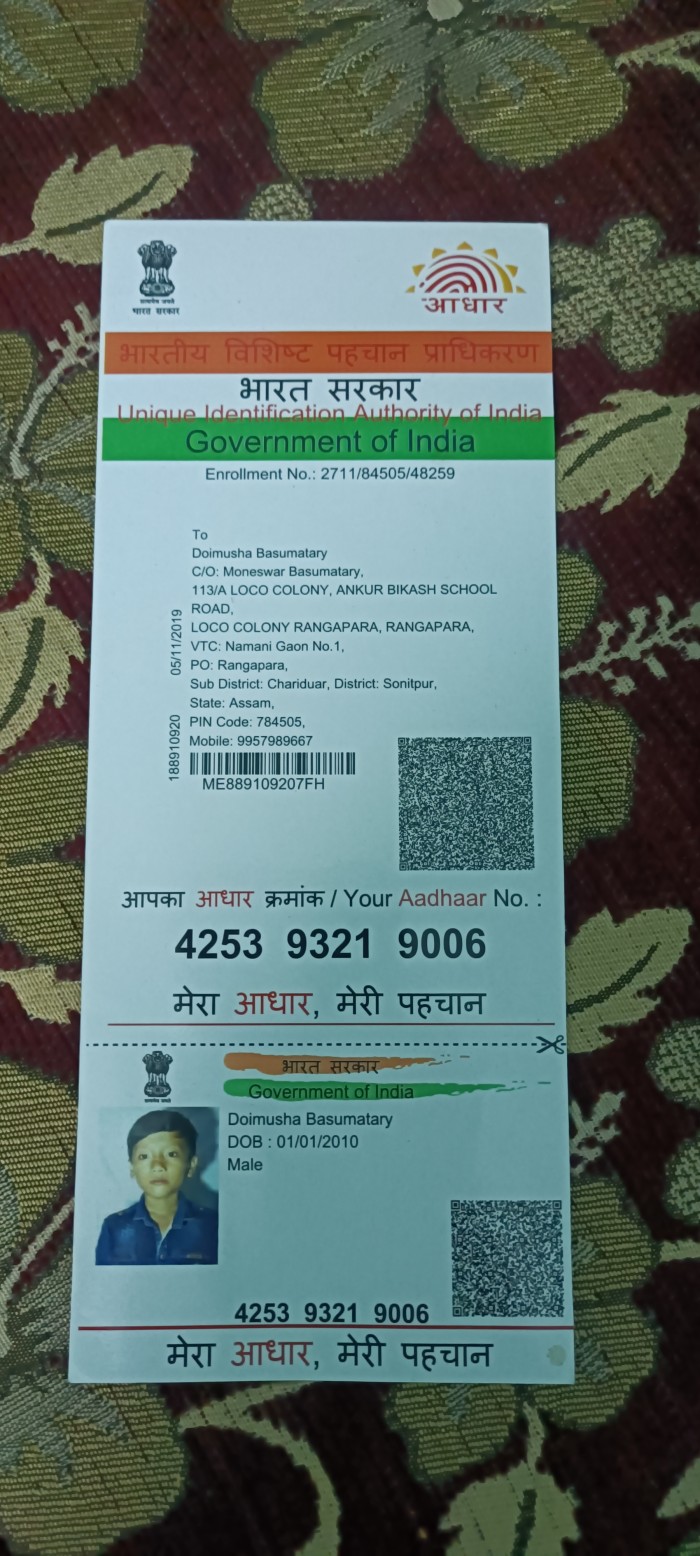 सत्यमेव जयते
भारत सरकार
आधार
भारतीय विशिष्ट पहचान प्राधिकरण
भारत सरकार
Unique Identification Authority of India
Government of India
Enrollment No.: 2711/84505/48259
To
Doimusha Basumatary
C/O: Moneswar Basumatary,
113/A LOCO COLONY, ANKUR BIKASH SCHOOL
ROAD,
LOCO COLONY RANGAPARA, RANGAPARA,
VTC: Namani Gaon No.1,
PO: Rangapara,
Sub District: Chariduar, District: Sonitpur,
State: Assam,
PIN Code: 784505,
Mobile: 9957989667
05/11/2019
188910920
ME889109207FH
आपका आधार क्रमांक / Your Aadhaar No. :
4253 9321 9006
मेरा आधार, मेरी पहचान
भारत सरकार
Government of India
Doimusha Basumatary
DOB : 01/01/2010
Male
4253 9321 9006
मेरा आधार, मेरी पहचान